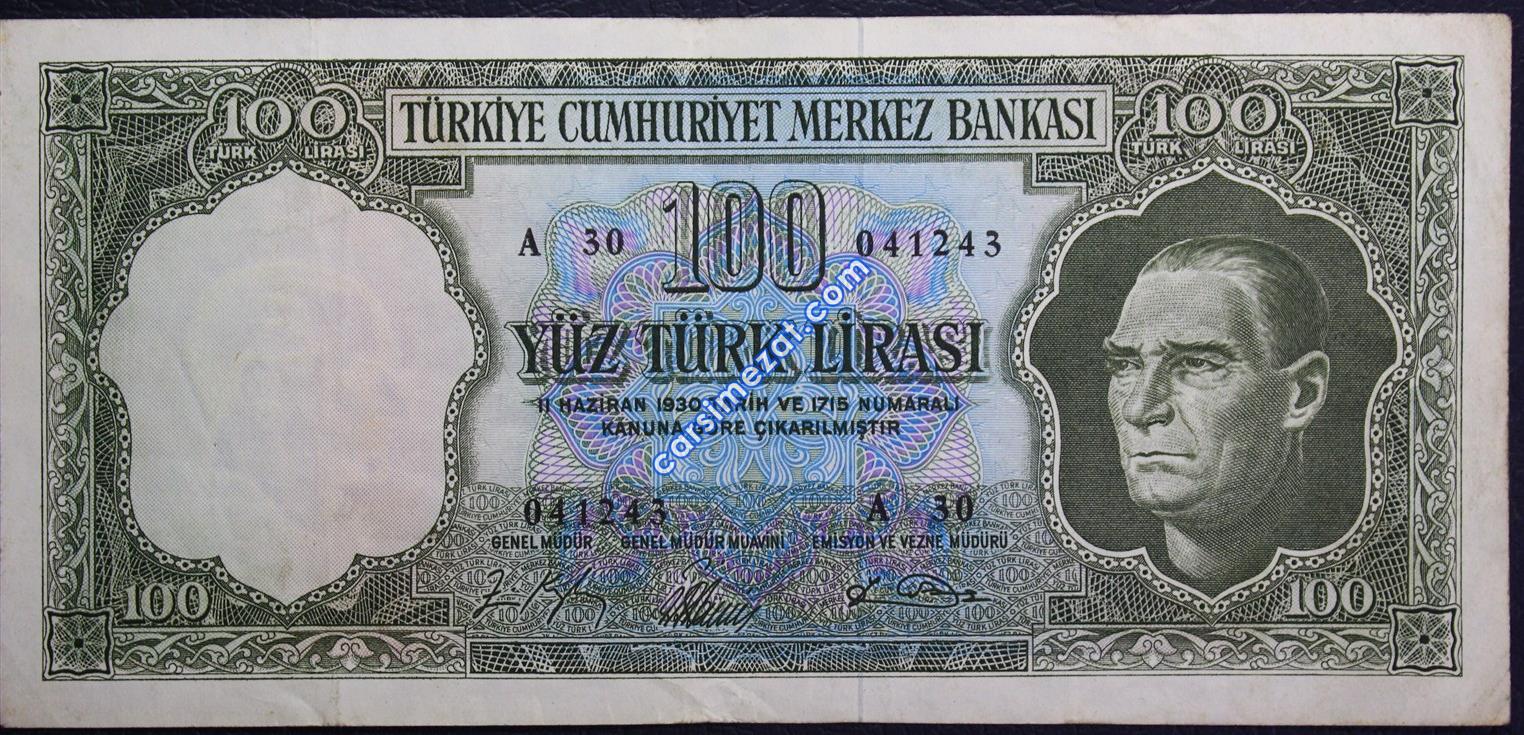 TÜRKİYE CUMHURİYET MERKEZ BANKASI
100
TÜRK LİRASI
100
TÜRK LİRASI
100
A 30
041243
YÜZ TÜRK LİRASI
11 HAZİRAN 1930 TARİH VE 1715 NUMARALI
KANUNA GÖRE ÇIKARILMIŞTIR
carsimezat.com
041243
A 30
GENEL MÜDÜR GENEL MÜDÜR MUAVİNİ EMİSYON VE VEZNE MÜDÜRÜ
100
100